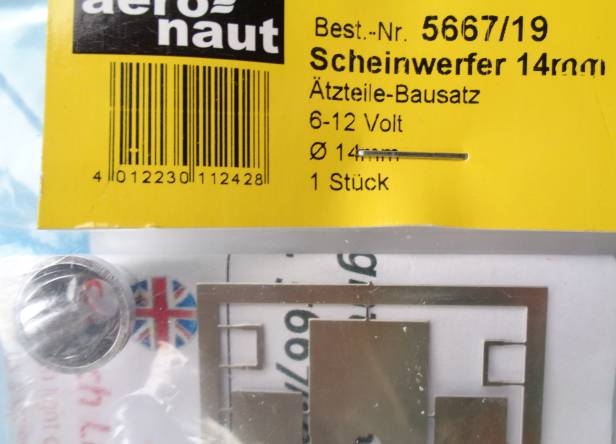 aero-
naut
Best.-Nr. 5667/19
Scheinwerfer 14mm
Ätzteile-Bausatz
6-12 Volt
Ø 14mm
1 Stück
4 012230 112428